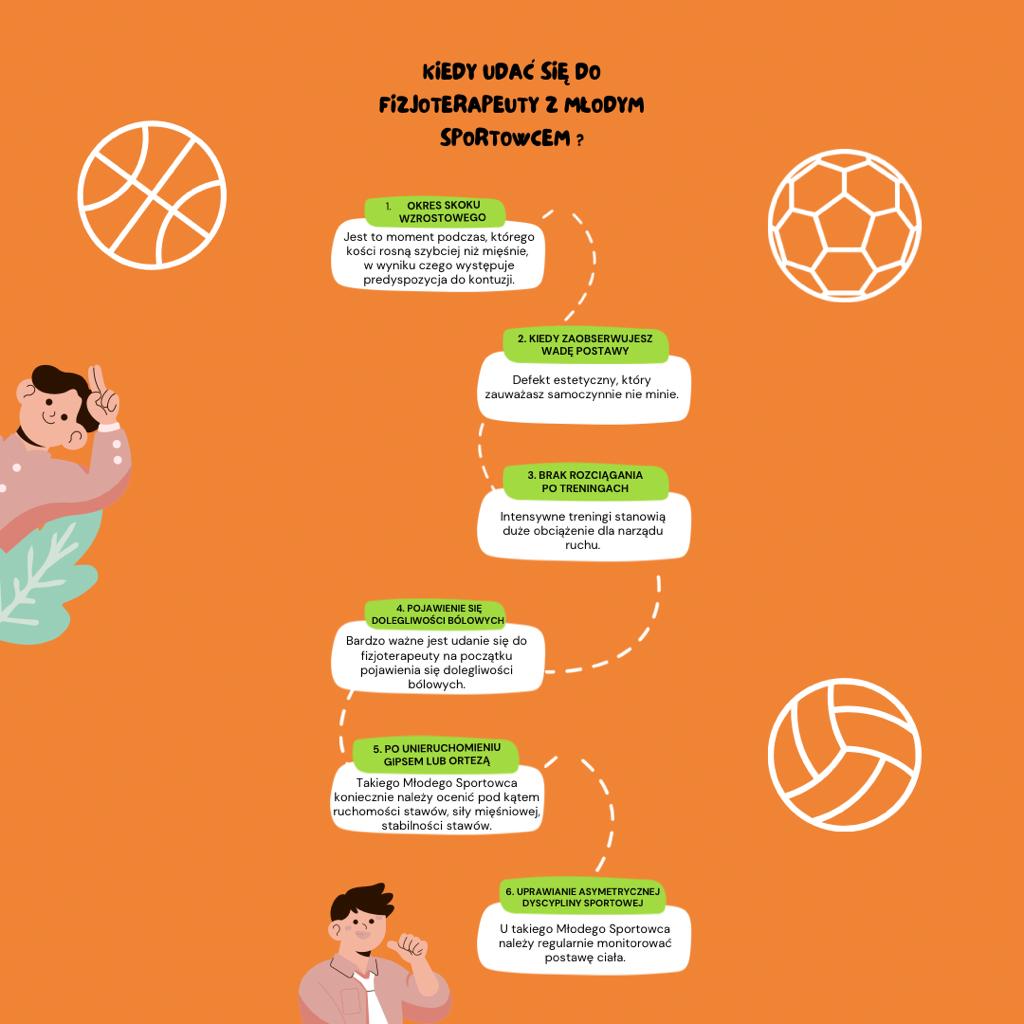 KIEDY UDAĆ SIĘ DO
FIZJOTERAPEUTY Z MŁODYM
SPORTOWCEM ?
1. OKRES SKOKU
WZROSTOWEGO
Jest to moment podczas, którego
kości rosną szybciej niż mięśnie,
w wyniku czego występuje
predyspozycja do kontuzji.
2. KIEDY ZAOBSERWUJESZ
WADĘ POSTAWY
Defekt estetyczny, który
zauważasz samoczynnie nie minie.
3. BRAK ROZCIĄGANIA
PO TRENINGACH
Intensywne treningi stanowią
duże obciążenie dla narządu
ruchu.
4. POJAWIENIE SIĘ
DOLEGLIWOŚCI BÓLOWYCH
Bardzo ważne jest udanie się do
fizjoterapeuty na początku
pojawienia się dolegliwości
bólowych.
5. PO UNIERUCHOMIENIU
GIPSEM LUB ORTEZĄ
Takiego Młodego Sportowca
koniecznie należy ocenić pod kątem
ruchomości stawów, siły mięśniowej,
stabilności stawów.
6. UPRAWIANIE ASYMETRYCZNEJ
DYSCYPLINY SPORTOWEJ
U takiego Młodego Sportowca
należy regularnie monitorować
postawę ciała.